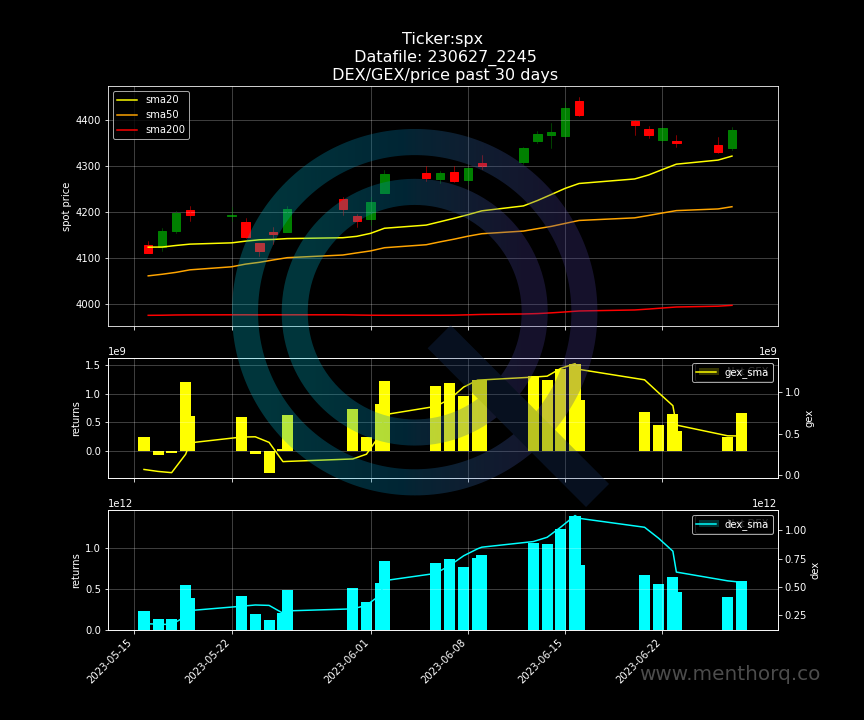 Ticker:spx
Datafile: 230627_2245
DEX/GEX/price past 30 days
sma20
sma50
sma200
spot price
4400
4300
4200
4100
4000
1e9
1e9
gex_sma
returns
1.5
1.0
0.5
0.0
1.0
0.5
0.0
gex
1e12
1e12
dex_sma
returns
1.0
0.5
0.0
1.00
0.75
0.50
0.25
dex
2023-05-15
2023-05-22
2023-06-01
2023-06-08
2023-06-15
2023-06-22
www.menthorq.co